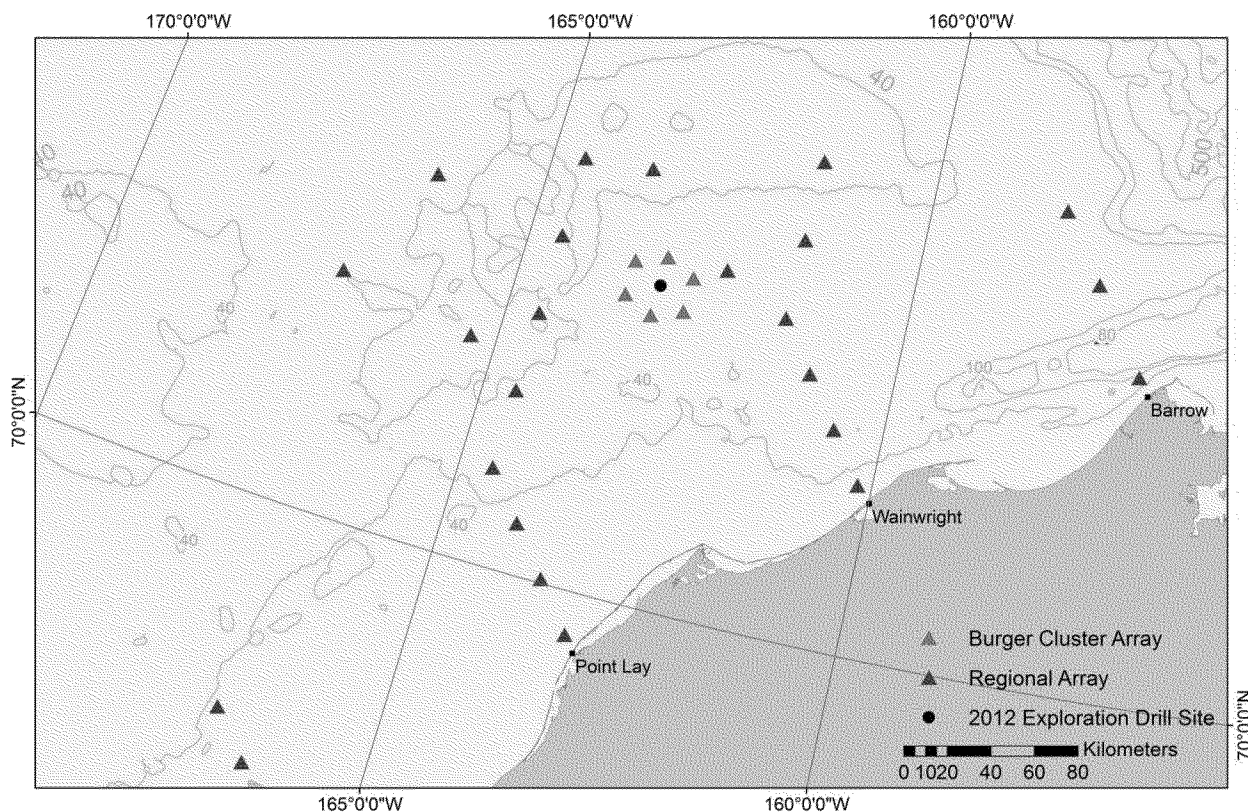 170°0'0"W 165°0'0"W 160°0'0"W
40
500
40
40
40
80
100
40
70°0'0"N
Barrow
Wainwright
40
40
Point Lay
Burger Cluster Array
Regional Array
2012 Exploration Drill Site
Kilometers
0 10 20 40 60 80
70°0'0"N
165°0'0"W 160°0'0"W